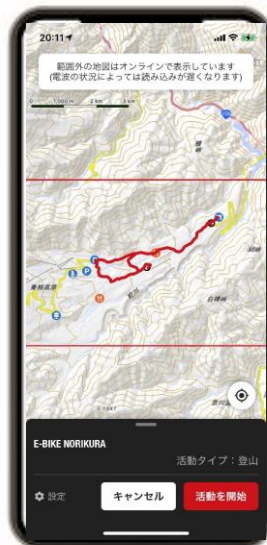 20:11
範囲外の地図はオンラインで表示しています
(電波の状況によっては読み込みが遅くなります)
E-BIKE NORIKURA
活動タイプ：登山
設定
キャンセル
活動を開始